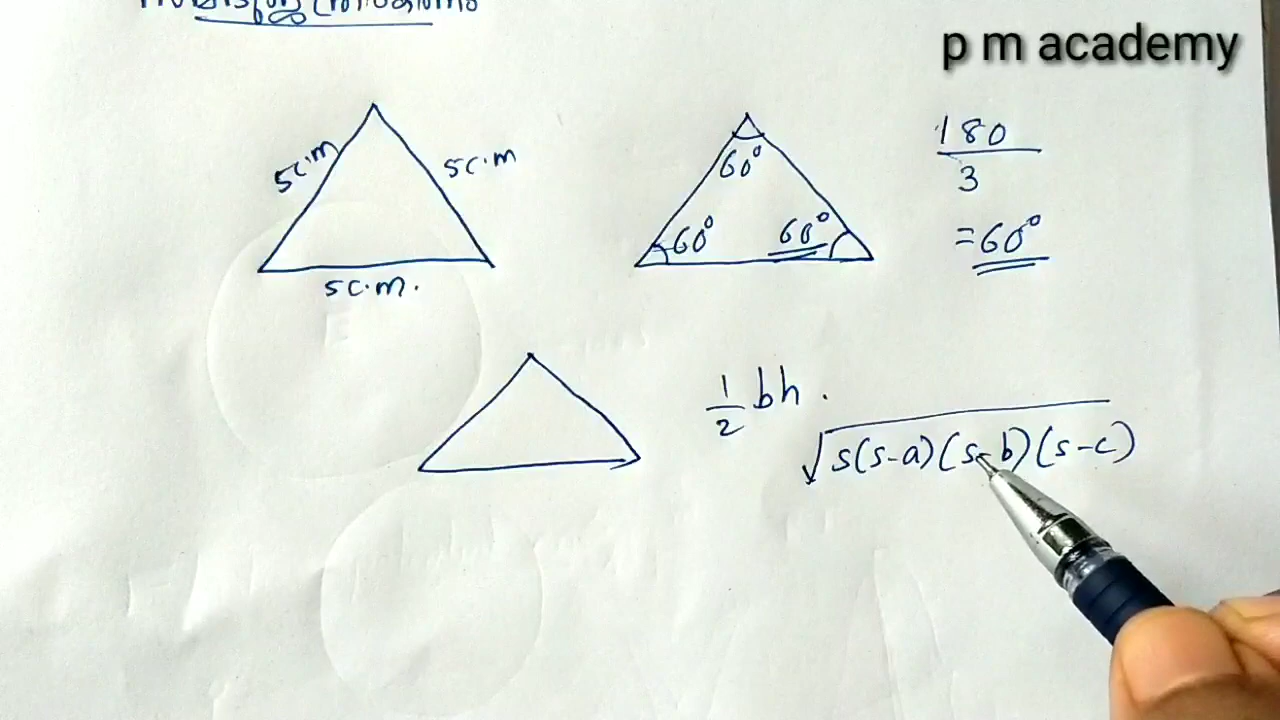 p m academy
5c.m
5c.m
5c.m.
60°
60°
60°
180
3
=60°
1/2 bh.
√s(s-a)(s-b)(s-c)